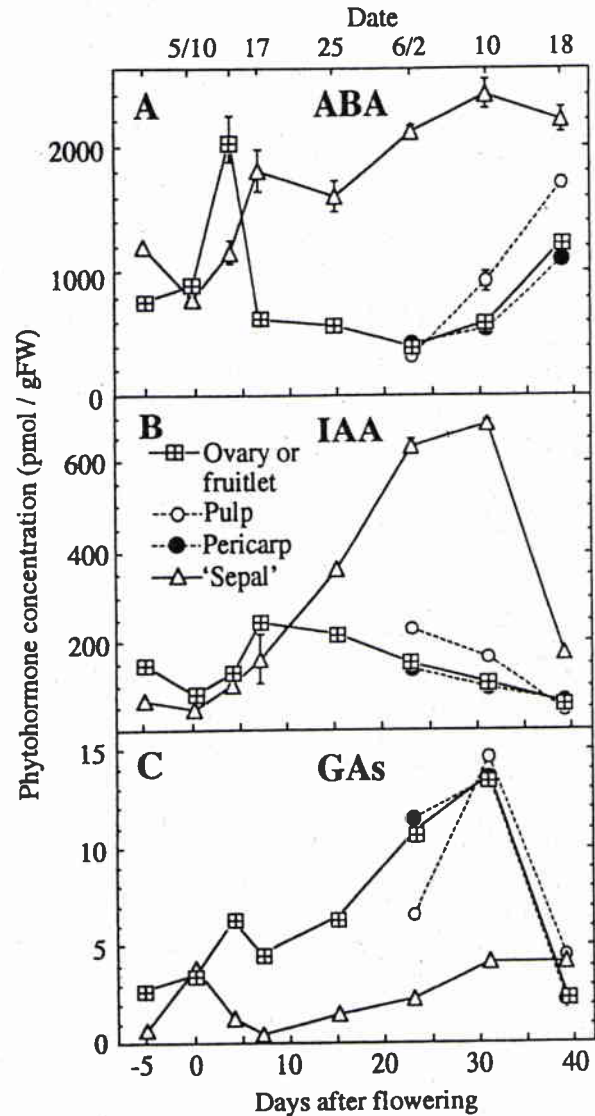 Date
5/10 17 25 6/2 10 18
A ABA
2000
1000
0
B IAA
Ovary or
fruitlet
Pulp
Pericarp
'Sepal'
600
400
200
Phytohormone concentration (pmol / gFW)
C GAs
15
10
5
0
-5 0 10 20 30 40
Days after flowering